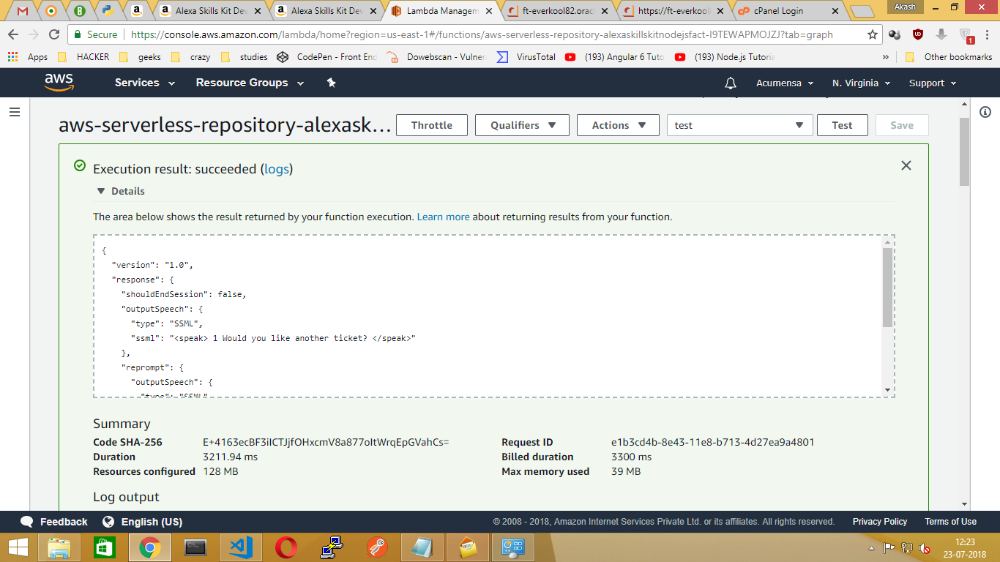 Akash
Alexa Skills Kit Dev
Alexa Skills Kit Dev
Lambda Managem
ft-everkool82.orac
https://ft-everkool
cPanel Login
Secure
https://console.aws.amazon.com/lambda/home?region=us-east-1#/functions/aws-serverless-repository-alexaskillskitnodejsfact-I9TEWAPMOJZJ?tab=graph
1
Apps
HACKER
geeks
crazy
studies
CodePen - Front End
Dowebscan - Vulner
VirusTotal
(193) Angular 6 Tuto
(193) Node.js Tutoria
»
Other bookmarks
aws
Services
Resource Groups
Acumensa
N. Virginia
Support
aws-serverless-repository-alexask...
Throttle
Qualifiers
Actions
test
Test
Save
Execution result: succeeded (logs)
Details
The area below shows the result returned by your function execution. Learn more about returning results from your function.
{
"version": "1.0",
"response": {
"shouldEndSession": false,
"outputSpeech": {
"type": "SSML",
"ssml": "<speak> 1 Would you like another ticket? </speak>"
},
"reprompt": {
"outputSpeech": {
"type": "SSML"
Summary
Code SHA-256 E+4163ecBF3iICTJjfOHxcmV8a877oItWrqEpGVahCs=
Request ID e1b3cd4b-8e43-11e8-b713-4d27ea9a4801
Duration 3211.94 ms
Billed duration 3300 ms
Resources configured 128 MB
Max memory used 39 MB
Log output
Feedback
English (US)
© 2008 - 2018, Amazon Internet Services Private Ltd. or its affiliates. All rights reserved.
Privacy Policy
Terms of Use
12:23
23-07-2018